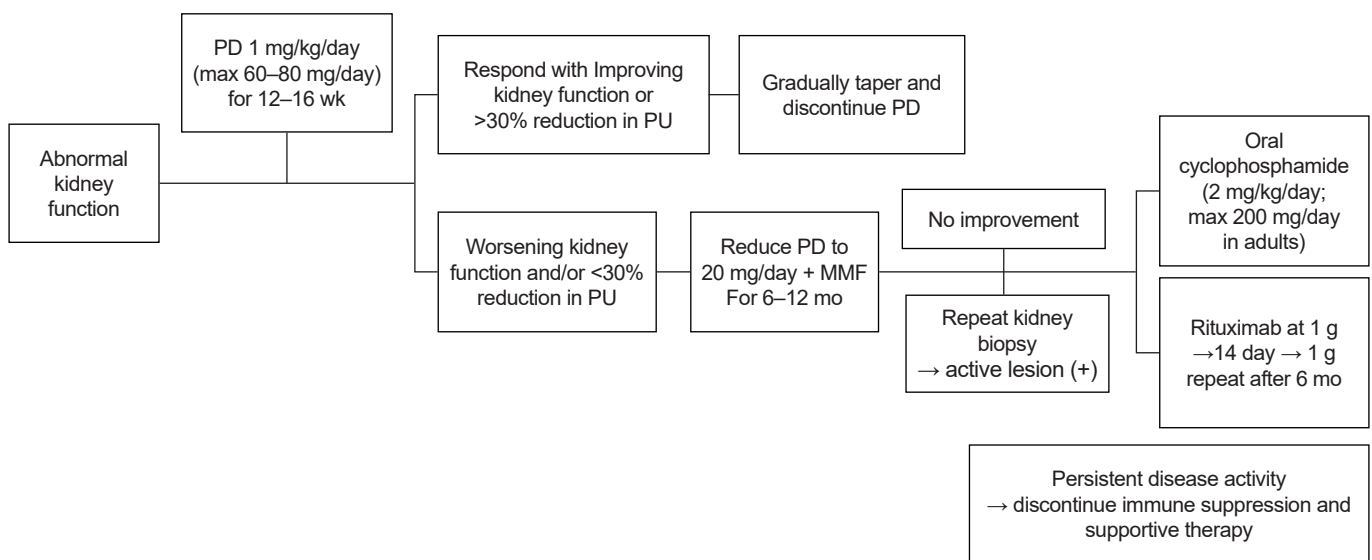 Abnormal
kidney
function
PD 1 mg/kg/day
(max 60–80 mg/day)
for 12–16 wk
Respond with Improving
kidney function or
>30% reduction in PU
Gradually taper and
discontinue PD
Worsening kidney
function and/or <30%
reduction in PU
Reduce PD to
20 mg/day + MMF
For 6–12 mo
No improvement
Repeat kidney
biopsy
→ active lesion (+)
Oral
cyclophosphamide
(2 mg/kg/day;
max 200 mg/day
in adults)
Rituximab at 1 g
→14 day → 1 g
repeat after 6 mo
Persistent disease activity
→ discontinue immune suppression and
supportive therapy